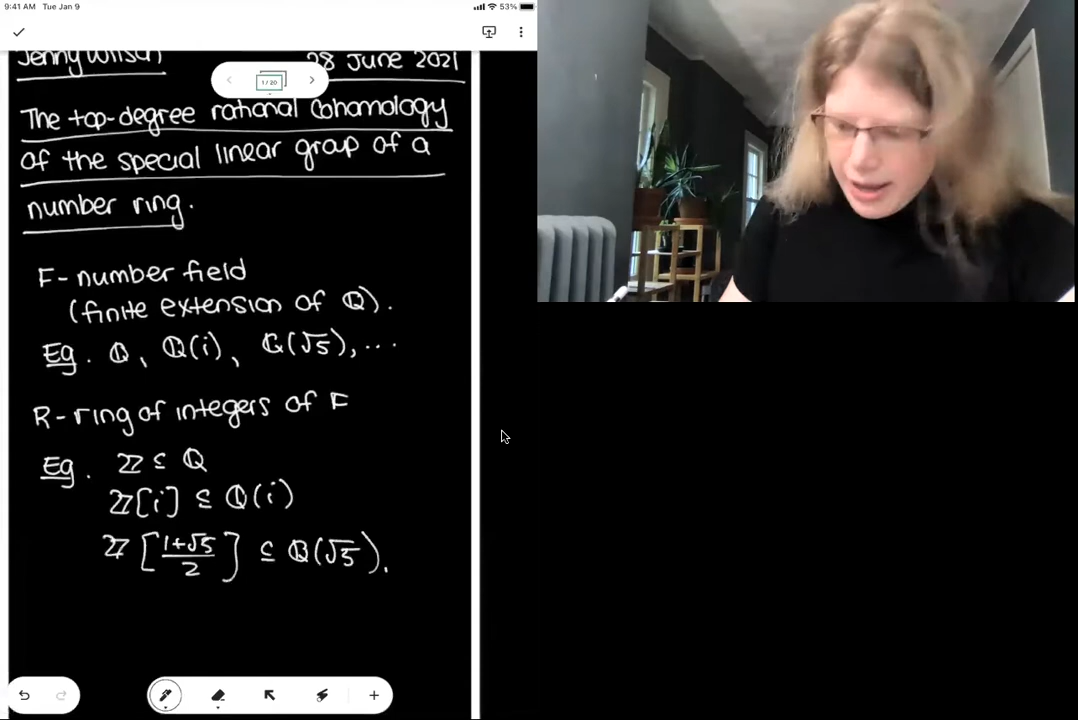 9:41 AM Tue Jan 9
53%
Jenny Wilson 28 June 2021
1 / 20
The top-degree rational cohomology
of the special linear group of a
number ring.
F - number field
(finite extension of ℚ).
Eg. ℚ, ℚ(i), ℚ(√5), ...
R - ring of integers of F
Eg. ℤ ⊆ ℚ
ℤ[i] ⊆ ℚ(i)
ℤ[(1+√5)/2] ⊆ ℚ(√5).